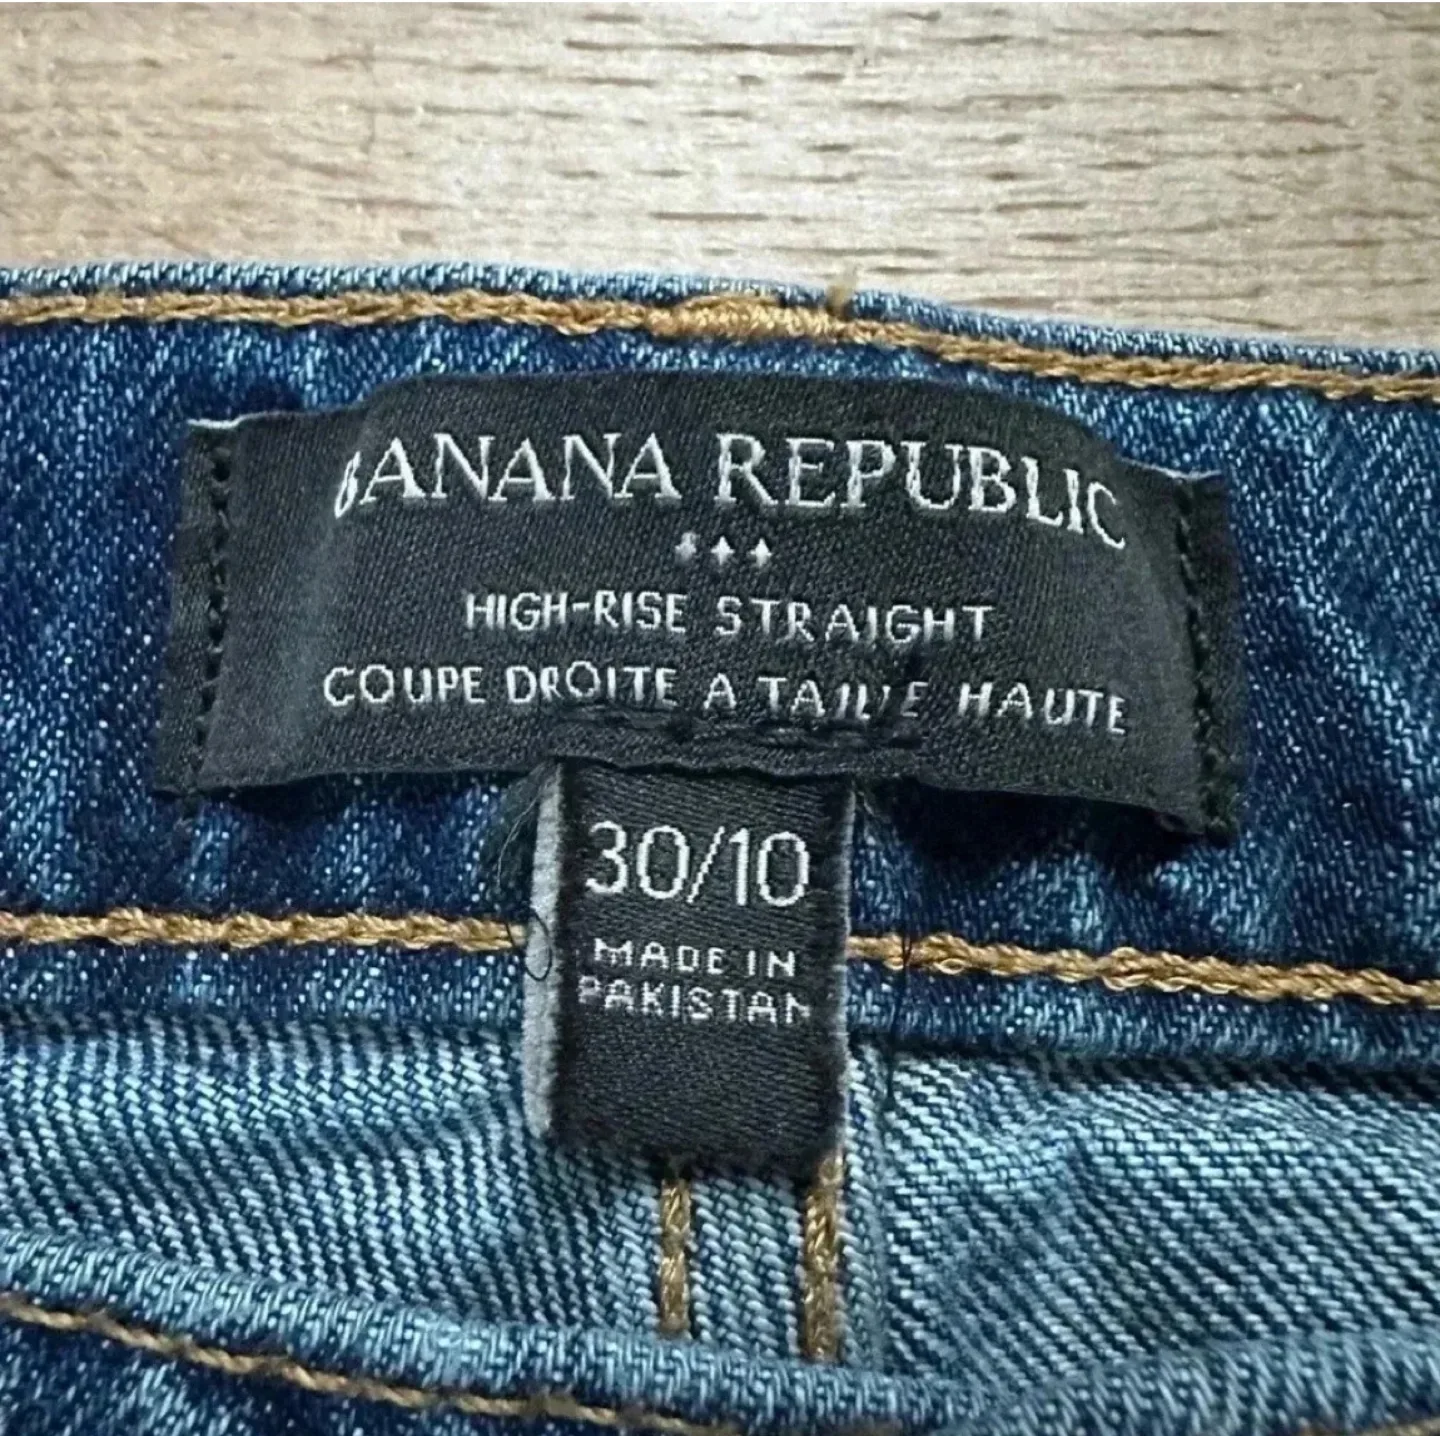 BANANA REPUBLIC
HIGH-RISE STRAIGHT
COUPE DROITE A TAILLE HAUTE
30/10
MADE IN
PAKISTAN